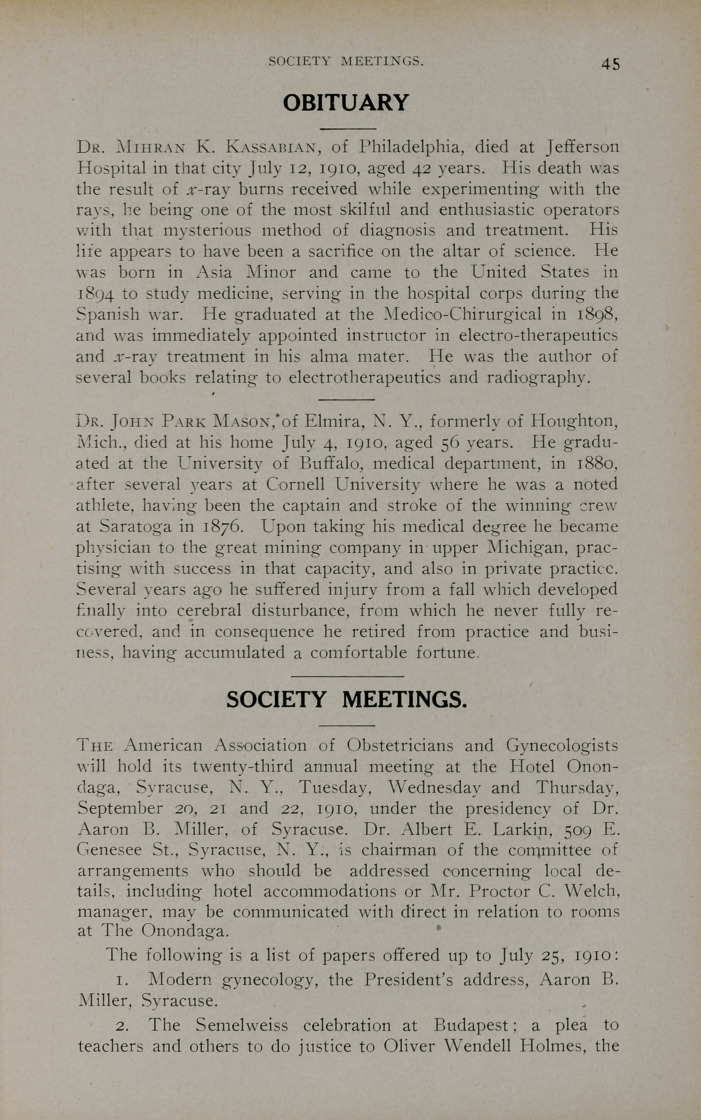 SOCIETY MEETINGS. 45
OBITUARY
Dr. Mihran K. Kassabian, of Philadelphia, died at Jefferson
Hospital in that city July 12, 1910, aged 42 years. His death was
the result of x-ray burns received while experimenting with the
rays, he being one of the most skilful and enthusiastic operators
with that mysterious method of diagnosis and treatment. His
life appears to have been a sacrifice on the altar of science. He
was born in Asia Minor and came to the United States in
1894 to study medicine, serving in the hospital corps during the
Spanish war. He graduated at the Medico-Chirurgical in 1898,
and was immediately appointed instructor in electro-therapeutics
and x-ray treatment in his alma mater. He was the author of
several books relating to electrotherapeutics and radiography.
Dr. John Park Mason, of Elmira, N. Y., formerly of Houghton,
Mich., died at his home July 4, 1910, aged 56 years. He gradu-
ated at the University of Buffalo, medical department, in 1880,
after several years at Cornell University where he was a noted
athlete, having been the captain and stroke of the winning crew
at Saratoga in 1876. Upon taking his medical degree he became
physician to the great mining company in upper Michigan, prac-
tising with success in that capacity, and also in private practice.
Several years ago he suffered injury from a fall which developed
finally into cerebral disturbance, from which he never fully re-
covered, and in consequence he retired from practice and busi-
ness, having accumulated a comfortable fortune.
SOCIETY MEETINGS.
The American Association of Obstetricians and Gynecologists
will hold its twenty-third annual meeting at the Hotel Onon-
daga, Syracuse, N. Y., Tuesday, Wednesday and Thursday,
September 20, 21 and 22, 1910, under the presidency of Dr.
Aaron B. Miller, of Syracuse. Dr. Albert E. Larkin, 509 E.
Genesee St., Syracuse, N. Y., is chairman of the committee of
arrangements who should be addressed concerning local de-
tails, including hotel accommodations or Mr. Proctor C. Welch,
manager, may be communicated with direct in relation to rooms
at The Onondaga.
The following is a list of papers offered up to July 25, 1910:
1. Modern gynecology, the President's address, Aaron B.
Miller, Syracuse.
2. The Semelweiss celebration at Budapest; a plea to
teachers and others to do justice to Oliver Wendell Holmes, the